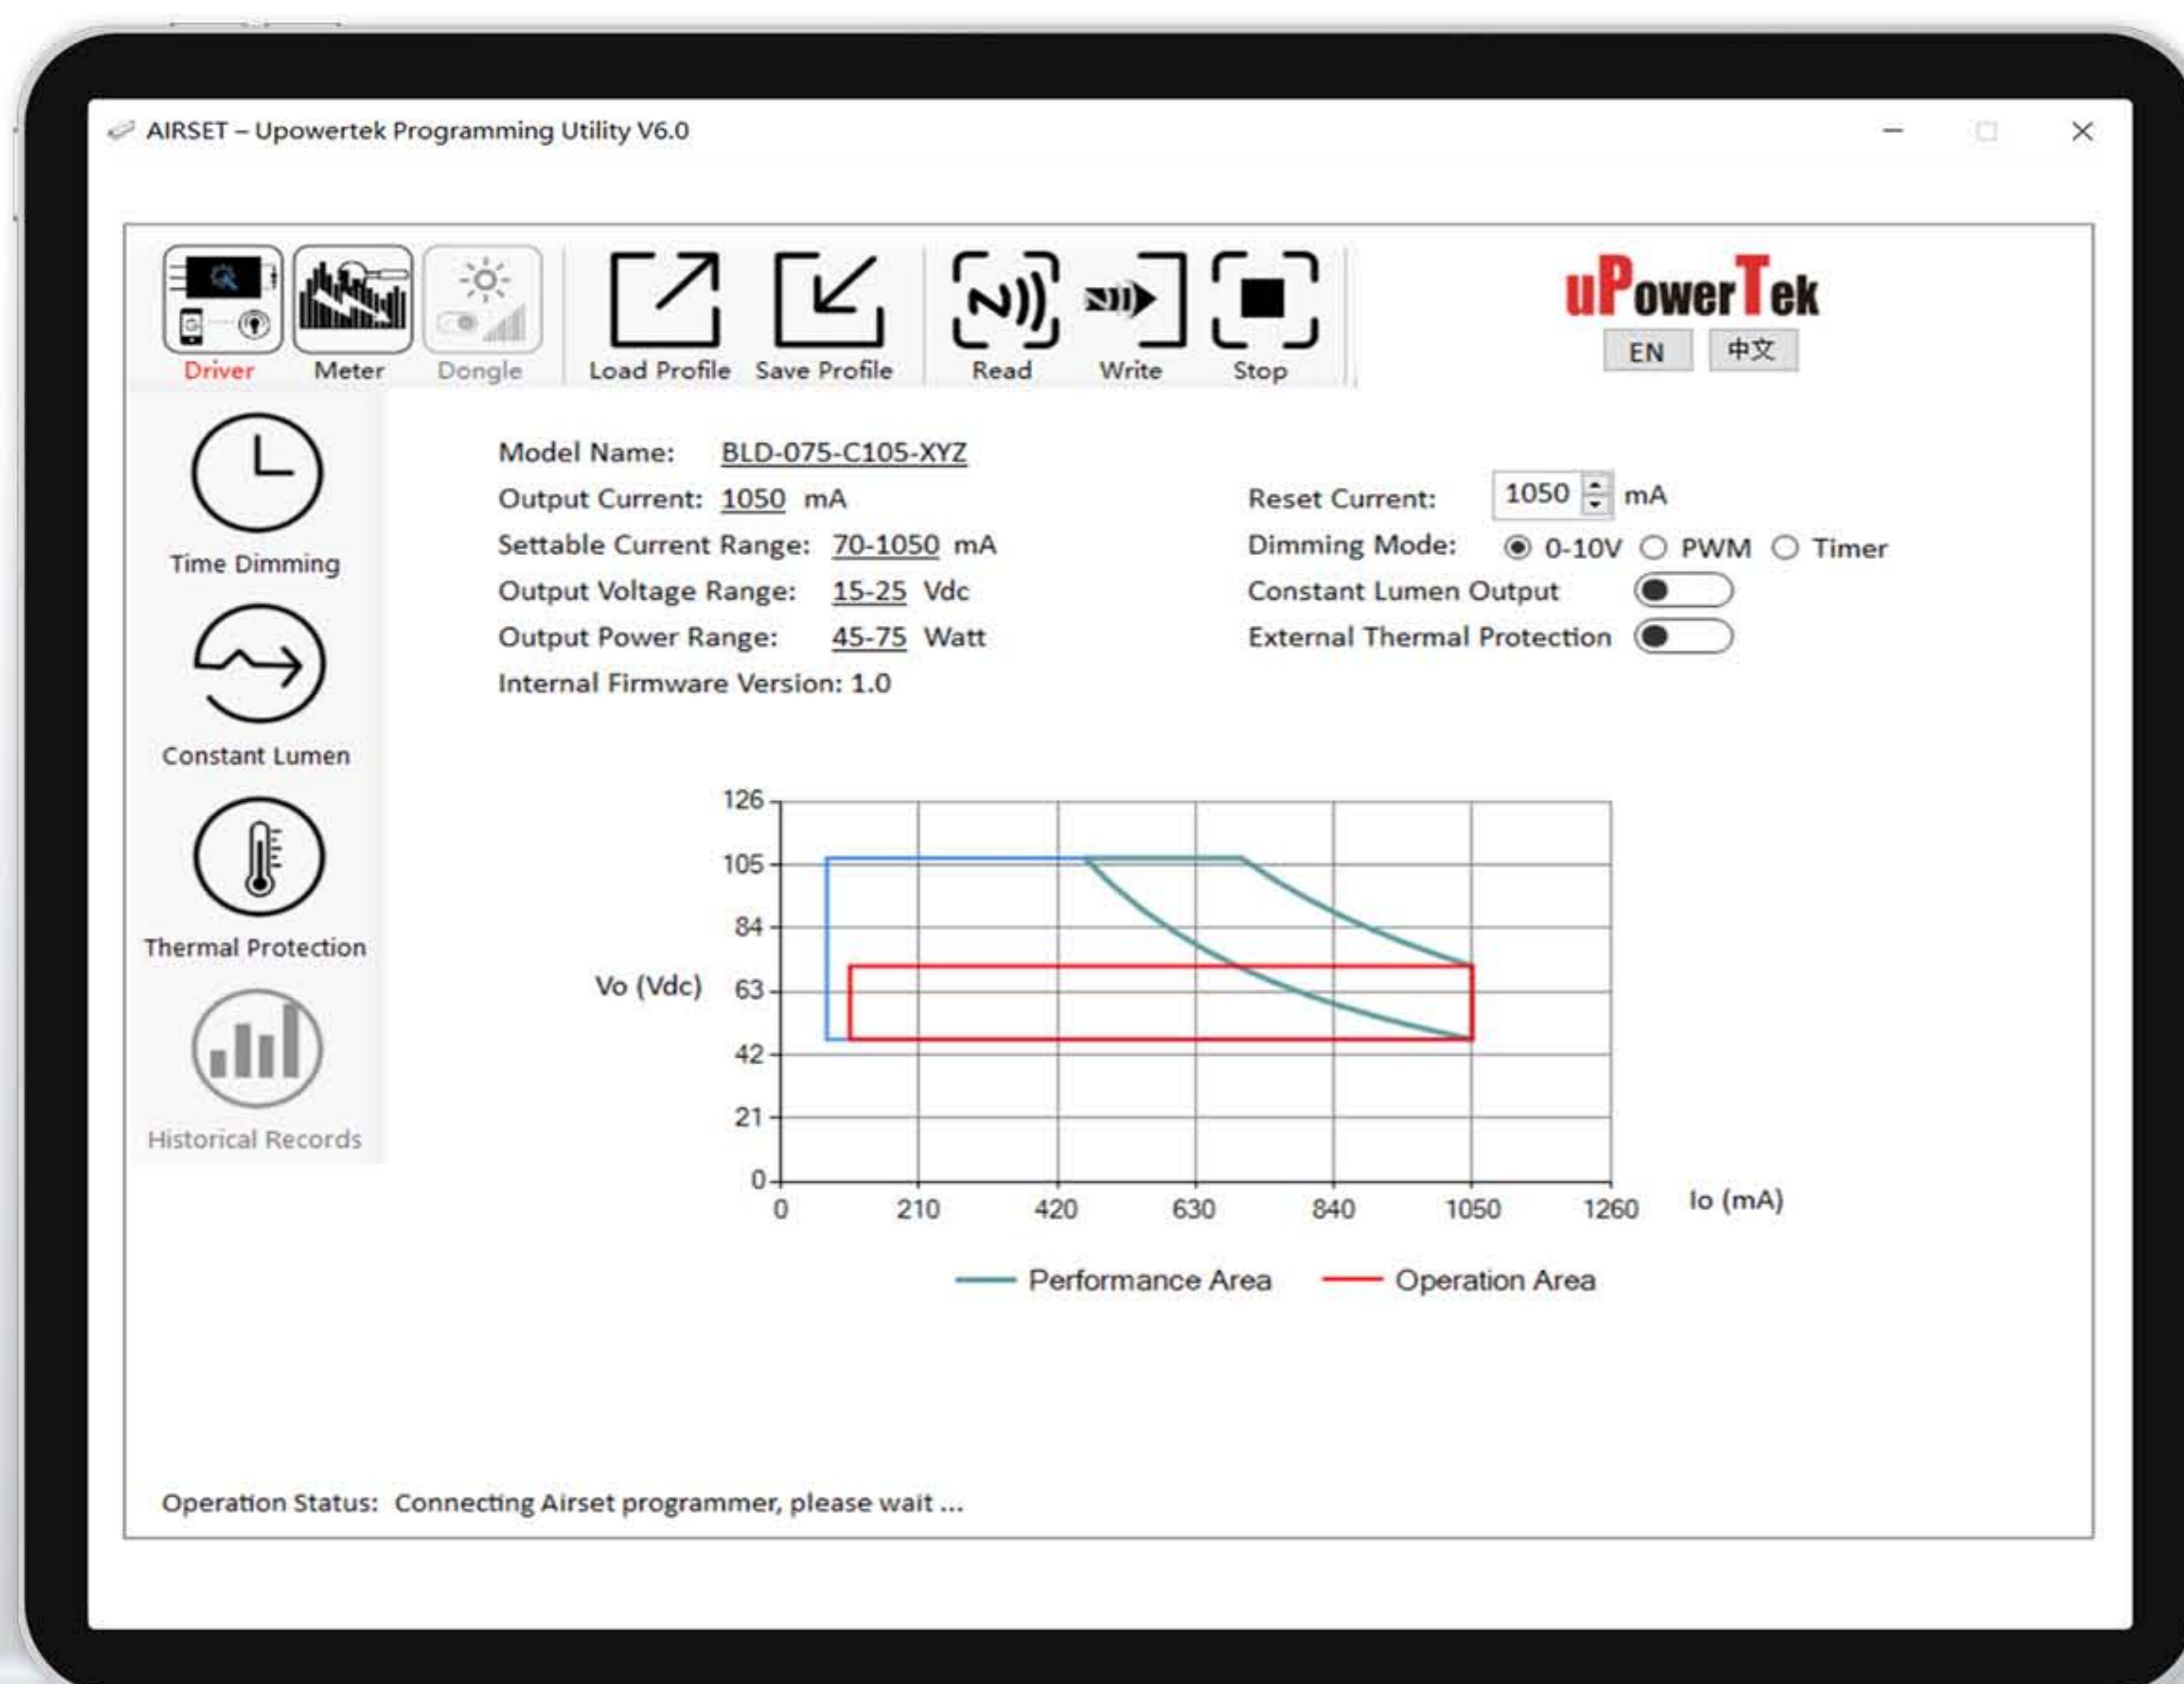 AIRSET – Upowertek Programming Utility V6.0
Driver Meter Dongle Load Profile Save Profile Read Write Stop
uPowerTek
EN 中文
Time Dimming
Constant Lumen
Thermal Protection
Historical Records
Model Name: BLD-075-C105-XYZ
Output Current: 1050 mA
Settable Current Range: 70-1050 mA
Output Voltage Range: 15-25 Vdc
Output Power Range: 45-75 Watt
Internal Firmware Version: 1.0
Reset Current: 1050 mA
Dimming Mode: 0-10V PWM Timer
Constant Lumen Output
External Thermal Protection
126
105
84
Vo (Vdc) 63
42
21
0
0 210 420 630 840 1050 1260 Io (mA)
Performance Area Operation Area
Operation Status: Connecting Airset programmer, please wait ...